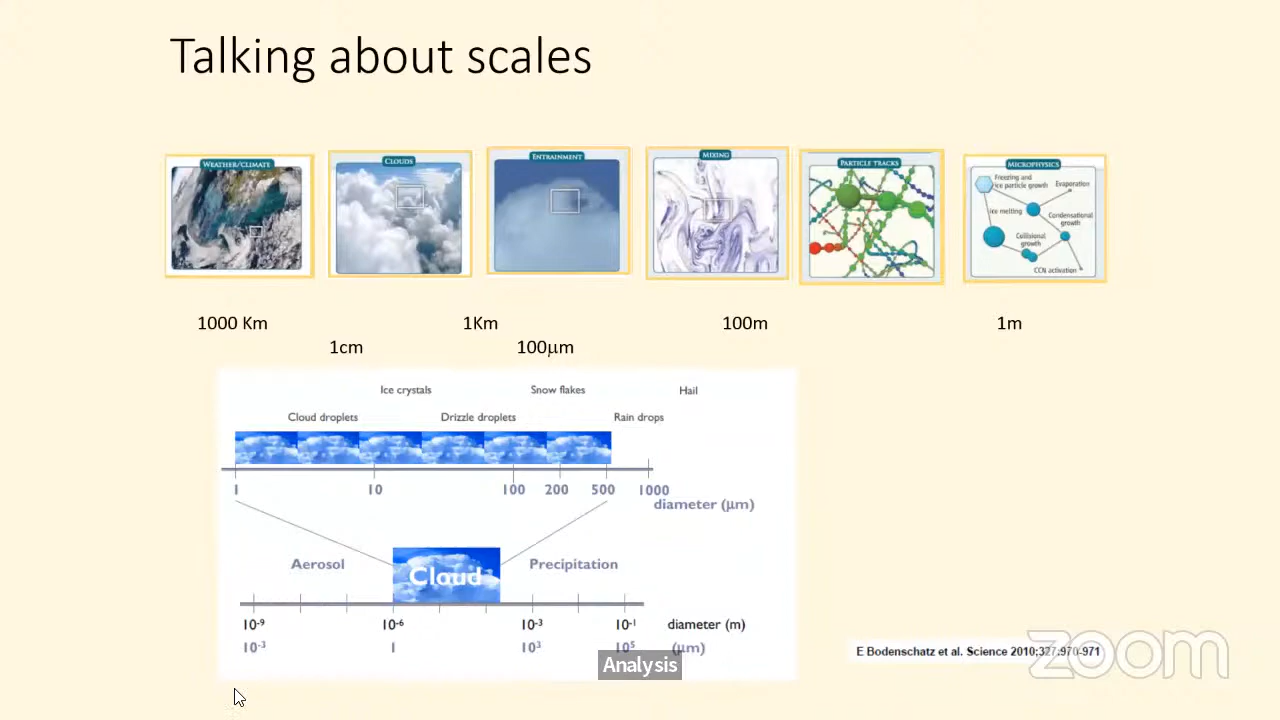 Talking about scales
WEATHER/CLIMATE
CLOUDS
ENTRAINMENT
MIXING
PARTICLE TRACKS
MICROPHYSICS
Freezing and
ice particle growth
Evaporation
Ice melting
Condensational
growth
Collisional
growth
CCN activation
1000 Km
1Km
100m
1m
1cm
100µm
Ice crystals
Snow flakes
Hail
Cloud droplets
Drizzle droplets
Rain drops
1
10
100
200
500
1000
diameter (µm)
Aerosol
Cloud
Precipitation
10⁻⁹
10⁻⁶
10⁻³
10⁻¹
diameter (m)
10⁻³
1
10³
10⁵
(µm)
Analysis
E Bodenschatz et al. Science 2010;327:970-971
zoom